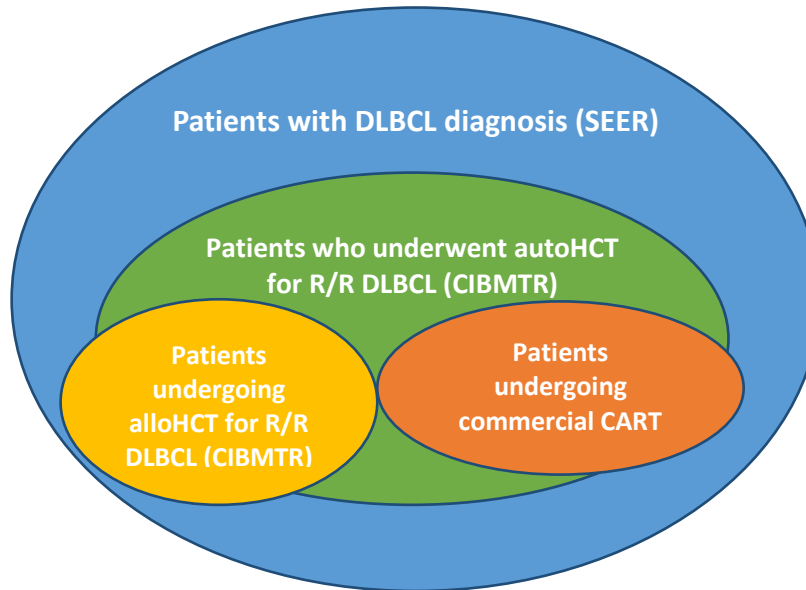 Patients with DLBCL diagnosis (SEER)
Patients who underwent autoHCT
for R/R DLBCL (CIBMTR)
Patients
undergoing
alloHCT for R/R
DLBCL (CIBMTR)
Patients
undergoing
commercial CART